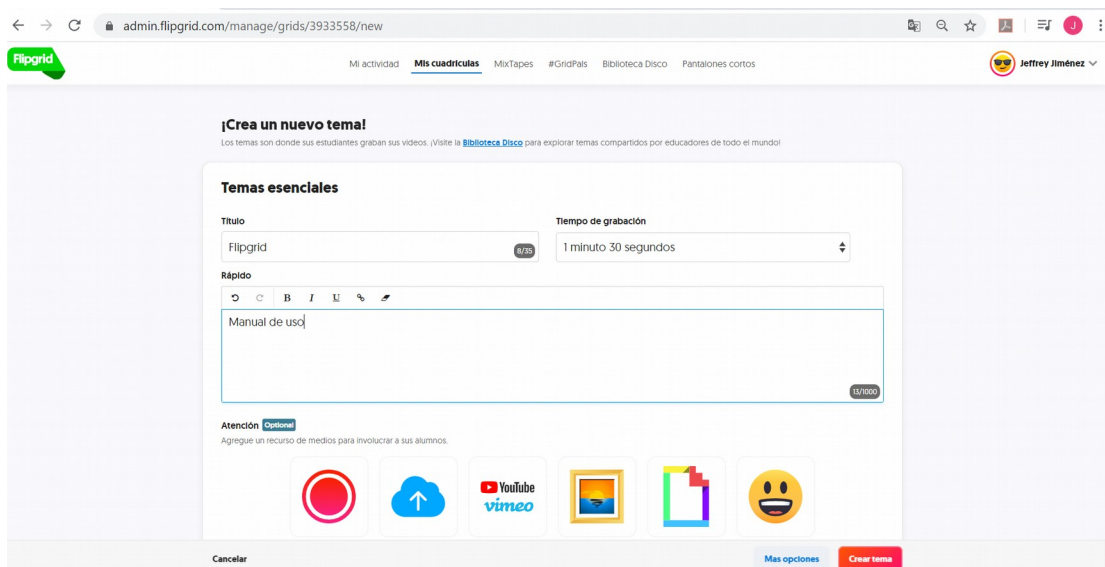 admin.flipgrid.com/manage/grids/3933558/new
J
Flipgrid
Mi actividad Mis cuadrículas MixTapes #GridPals Biblioteca Disco Pantalones cortos
Jeffrey Jiménez
¡Crea un nuevo tema!
Los temas son donde sus estudiantes graban sus videos. ¡Visite la Biblioteca Disco para explorar temas compartidos por educadores de todo el mundo!
Temas esenciales
Título Tiempo de grabación
Flipgrid 8/35 1 minuto 30 segundos
Rápido
B I U
Manual de uso
13/1000
Atención Optional
Agregue un recurso de medios para involucrar a sus alumnos.
YouTube
vimeo
Cancelar Mas opciones Crear tema